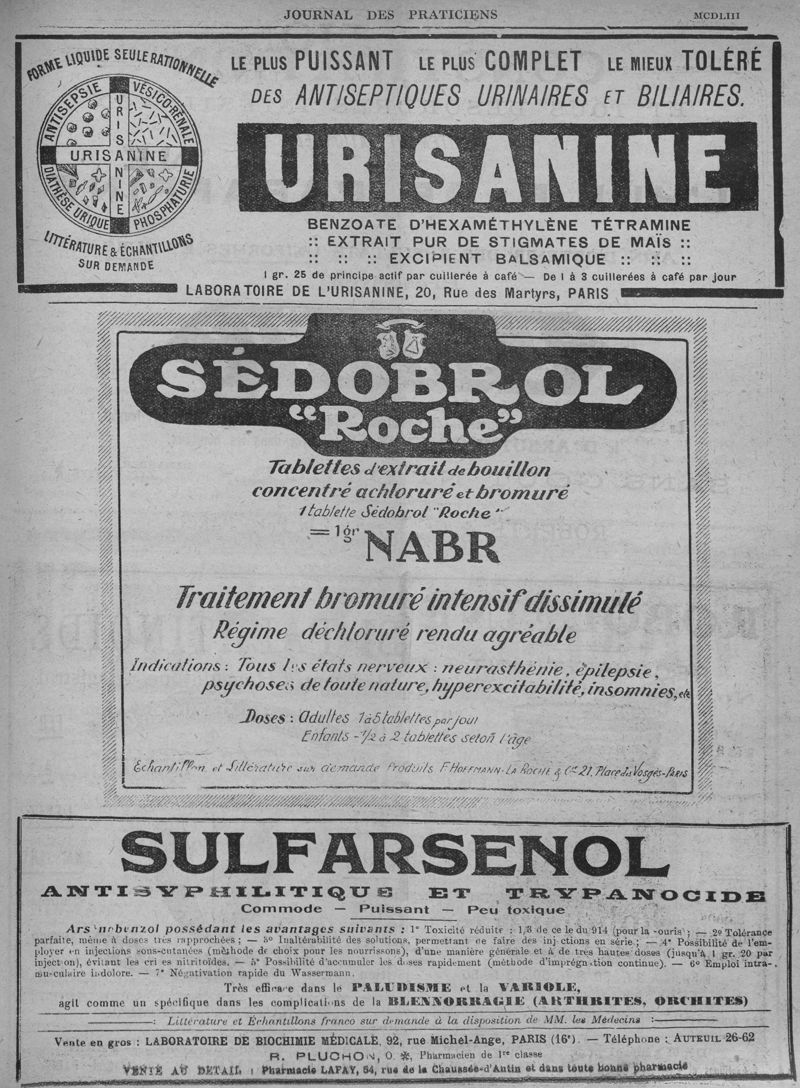 JOURNAL DES PRATICIENS MCDLIII
FORME LIQUIDE SEULE RATIONNELLE
ANTISEPSIE VÉSICO-RÉNALE
URISANINE
URISANINE
DIATHÈSE URIQUE PHOSPHATURIE
LITTÉRATURE & ÉCHANTILLONS
SUR DEMANDE
LE PLUS PUISSANT LE PLUS COMPLET LE MIEUX TOLÉRÉ
DES ANTISEPTIQUES URINAIRES ET BILIAIRES.
URISANINE
BENZOATE D'HEXAMÉTHYLÈNE TÉTRAMINE
:: EXTRAIT PUR DE STIGMATES DE MAÏS ::
:: :: :: EXCIPIENT BALSAMIQUE :: :: ::
1 gr. 25 de principe actif par cuillerée à café — De 1 à 3 cuillerées à café par jour
LABORATOIRE DE L'URISANINE, 20, Rue des Martyrs, PARIS
SÉDOBROL
"Roche"
Tablettes d'extrait de bouillon
concentré achloruré et bromuré
1 tablette Sédobrol "Roche"
= 1gr NABR
Traitement bromuré intensif dissimulé
Régime déchloruré rendu agréable
Indications : Tous les états nerveux : neurasthénie, épilepsie,
psychoses de toute nature, hyperexcitabilité, insomnies, etc
Doses : Adultes 1 à 5 tablettes par jour
Enfants - 1/2 à 2 tablettes selon l'âge
Echantillon et Littérature sur demande Produits F. HOFFMANN-LA ROCHE & Cie 21, Place des Vosges-PARIS
SULFARSENOL
ANTISYPHILITIQUE ET TRYPANOCIDE
Commode — Puissant — Peu toxique
Arsénobenzol possédant les avantages suivants : 1° Toxicité réduite : 1/3 de ce le du 914 (pour la souris) ; — 2° Tolérance
parfaite, même à doses très rapprochées ; — 3° Inaltérabilité des solutions, permettant de faire des injections en série ; — 4° Possibilité de l'em-
ployer en injections sous-cutanées (méthode de choix pour les nourrissons), d'une manière générale et à de très hautes doses (jusqu'à 1 gr. 20 par
injection), évitant les crises nitritoïdes. — 5° Possibilité d'accumuler les doses rapidement (méthode d'imprégnation continue). — 6° Emploi intra-
musculaire indolore. — 7° Négativation rapide du Wassermann.
Très efficace dans le PALUDISME et la VARIOLE,
agit comme un spécifique dans les complications de la BLENNORRAGIE (ARTHRITES, ORCHITES)
: Littérature et Échantillons franco sur demande à la disposition de MM. les Médecins :
Vente en gros : LABORATOIRE DE BIOCHIMIE MÉDICALE, 92, rue Michel-Ange, PARIS (16e). — Téléphone : AUTEUIL 26-62
R. PLUCHON, O. ✻, Pharmacien de 1re classe
VENTE AU DÉTAIL : Pharmacie LAFAY, 54, rue de la Chaussée-d'Antin et dans toute bonne pharmacie